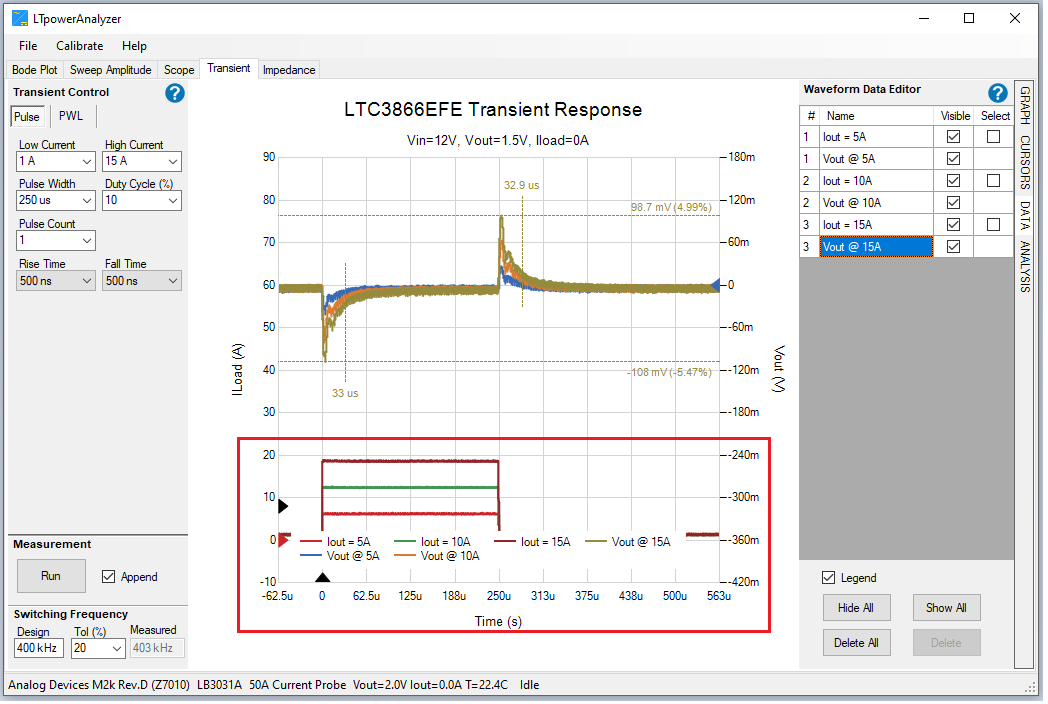 LTpowerAnalyzer
File Calibrate Help
Bode Plot Sweep Amplitude Scope Transient Impedance
Transient Control ?
Pulse PWL
Low Current High Current
1 A 15 A
Pulse Width Duty Cycle (%)
250 us 10
Pulse Count
1
Rise Time Fall Time
500 ns 500 ns
Measurement
Run Append
Switching Frequency
Design Tol (%) Measured
400 kHz 20 403 kHz
LTC3866EFE Transient Response
Vin=12V, Vout=1.5V, Iload=0A
90 180m
80 120m
70 60m
60 0
50 -60m
40 -120m
30 -180m
20 -240m
10 -300m
0 -360m
-10 -420m
32.9 us
98.7 mV (4.99%)
-108 mV (-5.47%)
33 us
ILoad (A)
Vout (V)
Iout = 5A Iout = 10A Iout = 15A Vout @ 15A
Vout @ 5A Vout @ 10A
-62.5u 0 62.5u 125u 188u 250u 313u 375u 438u 500u 563u
Time (s)
Waveform Data Editor ?
# Name Visible Select
1 Iout = 5A
1 Vout @ 5A
2 Iout = 10A
2 Vout @ 10A
3 Iout = 15A
3 Vout @ 15A
Legend
Hide All Show All
Delete All Delete
GRAPH CURSORS DATA ANALYSIS
Analog Devices M2k Rev.D (Z7010) LB3031A 50A Current Probe Vout=2.0V Iout=0.0A T=22.4C Idle